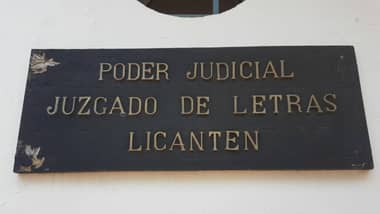 PODER JUDICIAL
JUZGADO DE LETRAS
LICANTEN